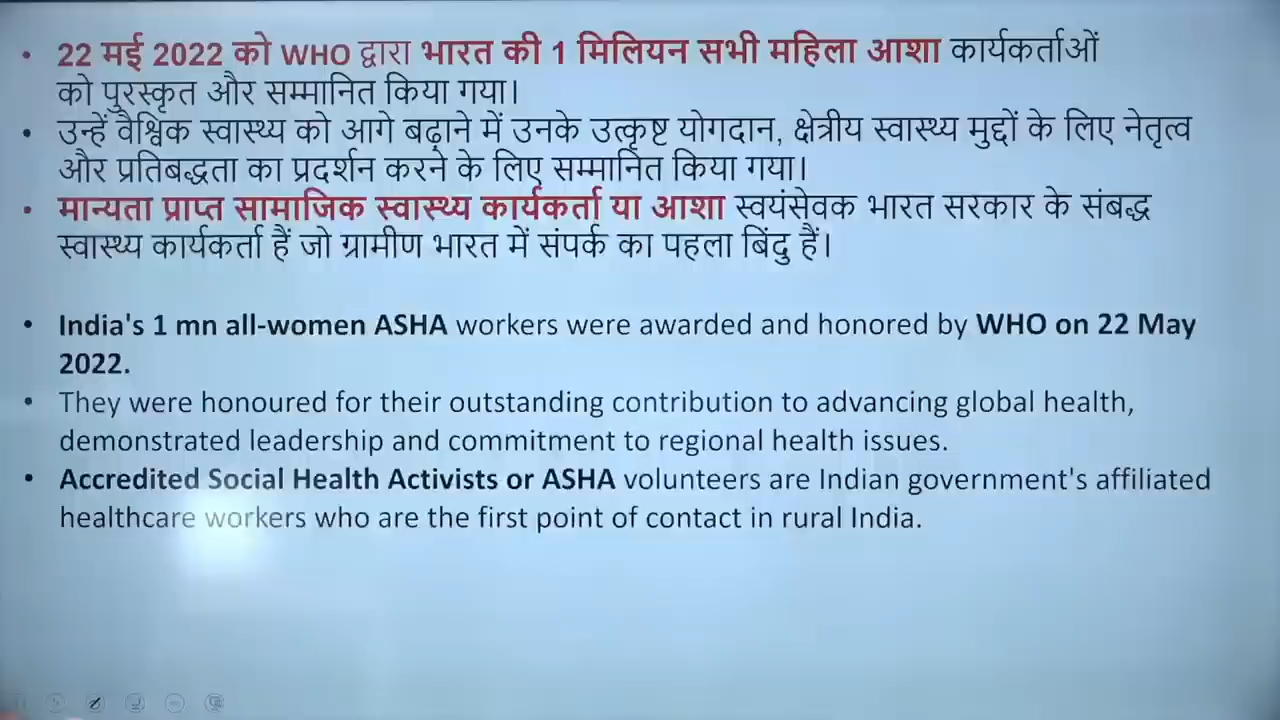 • 22 मई 2022 को WHO द्वारा भारत की 1 मिलियन सभी महिला आशा कार्यकर्ताओं
को पुरस्कृत और सम्मानित किया गया।
• उन्हें वैश्विक स्वास्थ्य को आगे बढ़ाने में उनके उत्कृष्ट योगदान, क्षेत्रीय स्वास्थ्य मुद्दों के लिए नेतृत्व
और प्रतिबद्धता का प्रदर्शन करने के लिए सम्मानित किया गया।
• मान्यता प्राप्त सामाजिक स्वास्थ्य कार्यकर्ता या आशा स्वयंसेवक भारत सरकार के संबद्ध
स्वास्थ्य कार्यकर्ता हैं जो ग्रामीण भारत में संपर्क का पहला बिंदु हैं।
• India's 1 mn all-women ASHA workers were awarded and honored by WHO on 22 May
2022.
• They were honoured for their outstanding contribution to advancing global health,
demonstrated leadership and commitment to regional health issues.
• Accredited Social Health Activists or ASHA volunteers are Indian government's affiliated
healthcare workers who are the first point of contact in rural India.